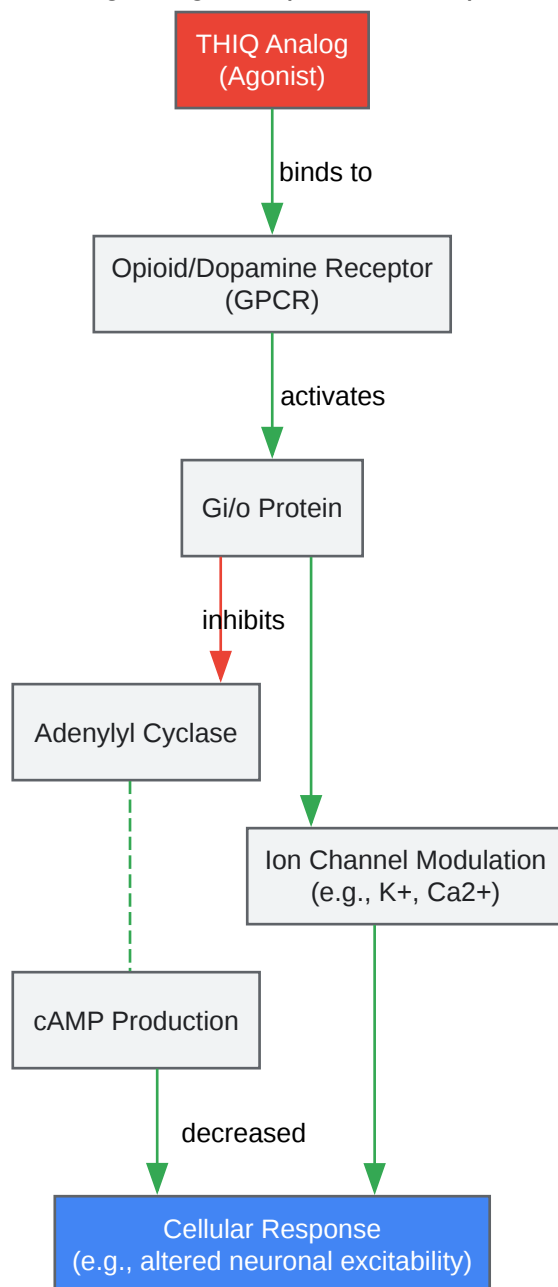 THIQ Analog
(Agonist)
binds to
Opioid/Dopamine Receptor
(GPCR)
activates
Gi/o Protein
inhibits
Adenylyl Cyclase
Ion Channel Modulation
(e.g., K+, Ca2+)
cAMP Production
decreased
Cellular Response
(e.g., altered neuronal excitability)